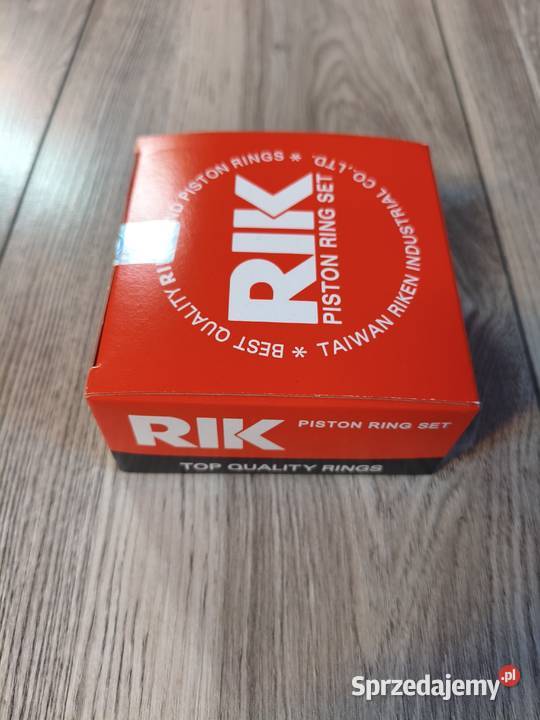 RIK
PISTON RING SET
TAIWAN RIKEN INDUSTRIAL CO.,LTD. *
BEST QUALITY PISTON RINGS *
RIK PISTON RING SET
TOP QUALITY RINGS
Sprzedajemy.pl